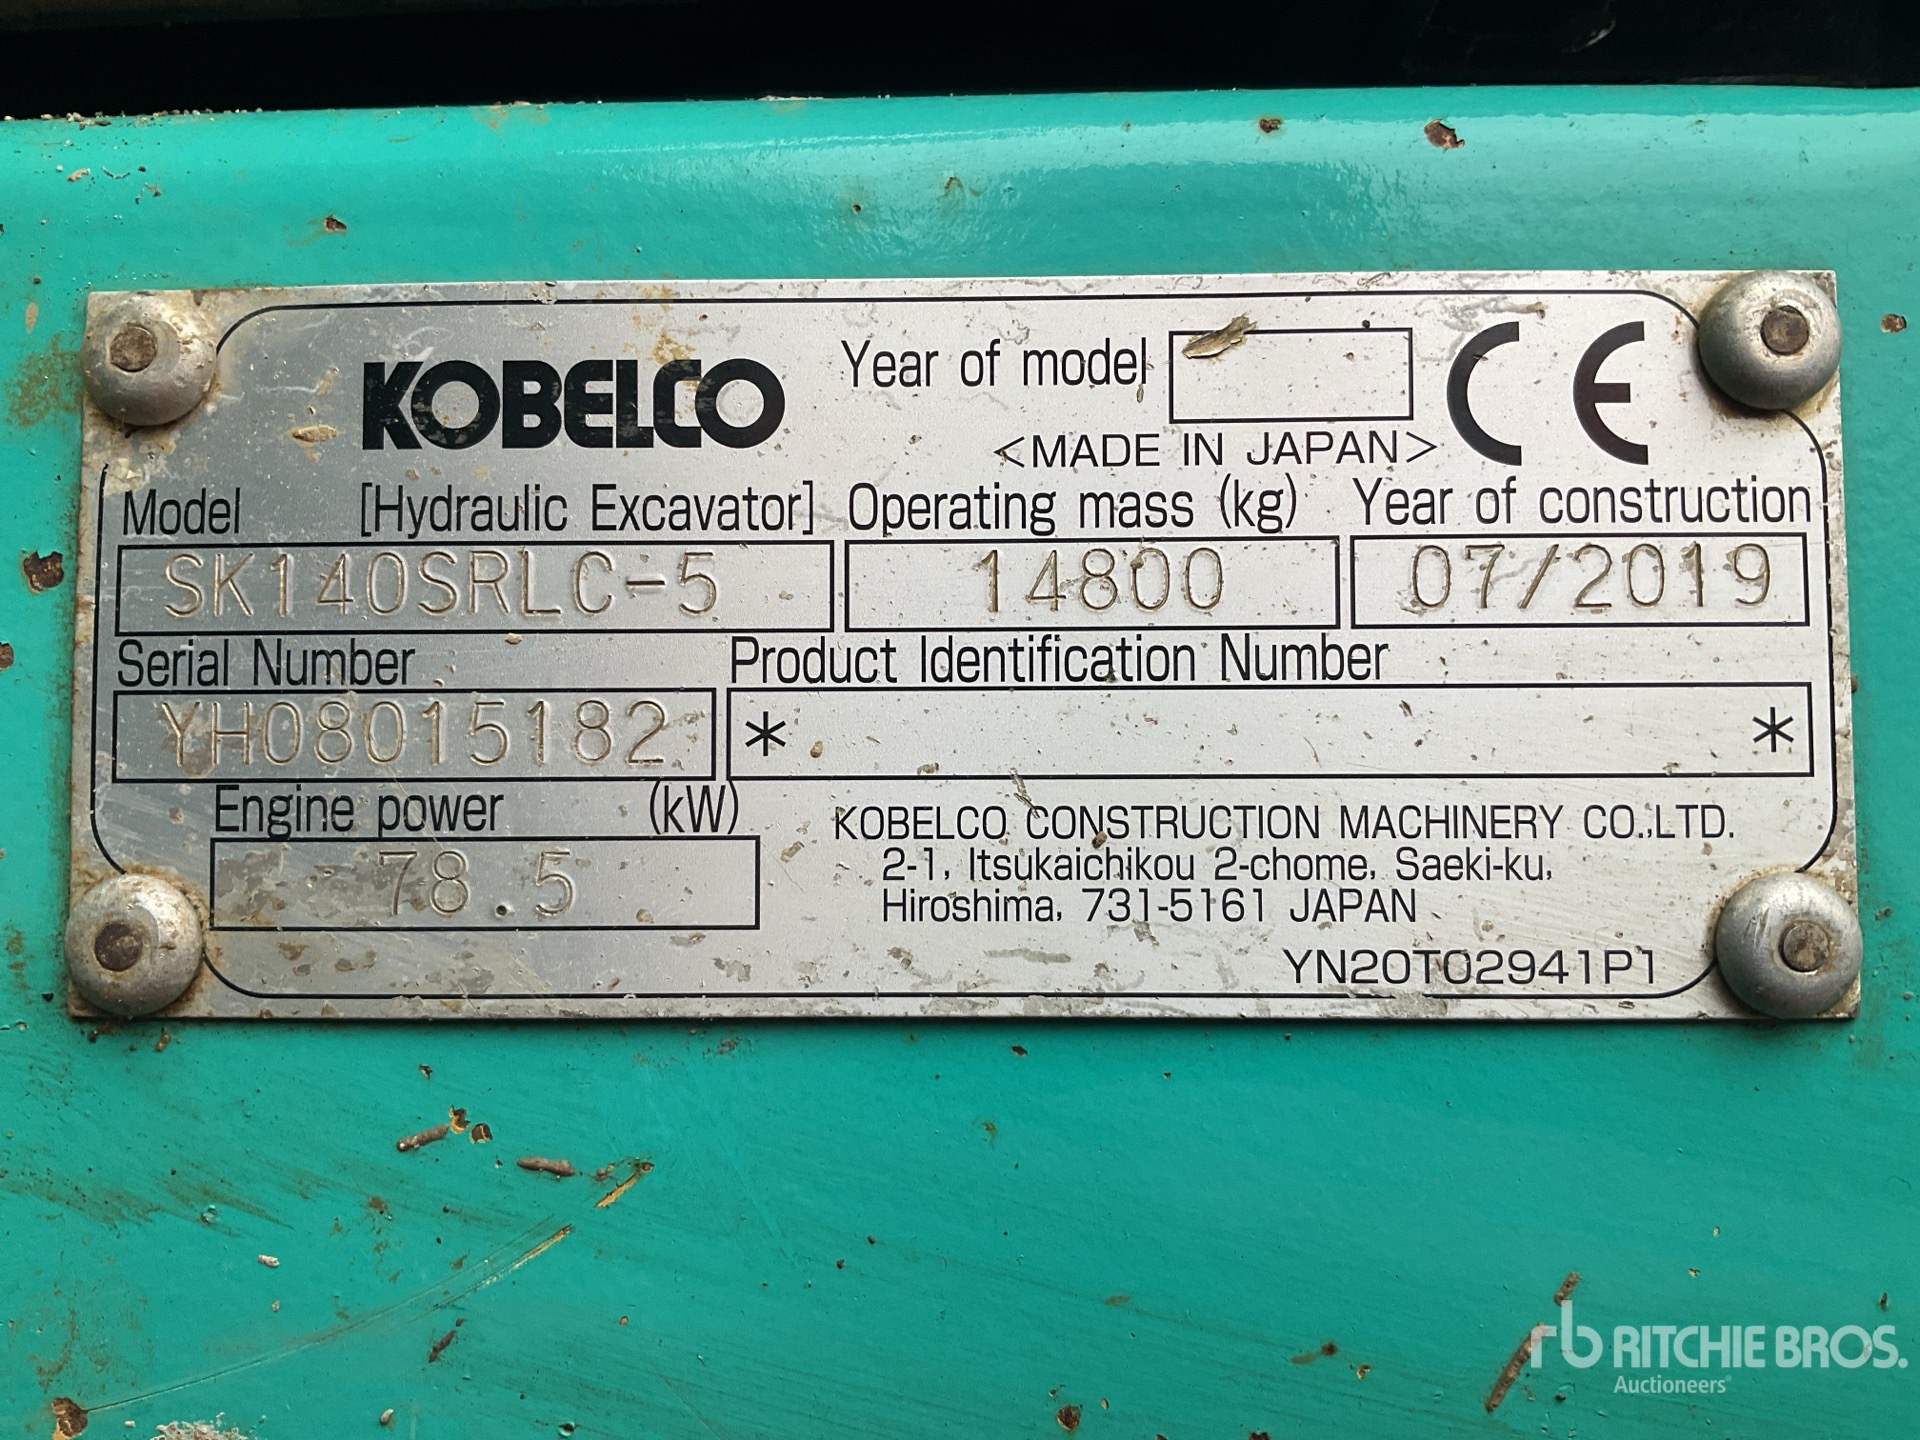 KOBELCO Year of model CE
<MADE IN JAPAN>
Model [Hydraulic Excavator] Operating mass (kg) Year of construction
SK140SRLC-5 14800 07/2019
Serial Number Product Identification Number
YH08015182 * *
Engine power (kW)
78.5
KOBELCO CONSTRUCTION MACHINERY CO.,LTD.
2-1, Itsukaichikou 2-chome, Saeki-ku,
Hiroshima, 731-5161 JAPAN
YN20T02941P1
rb RITCHIE BROS.
Auctioneers